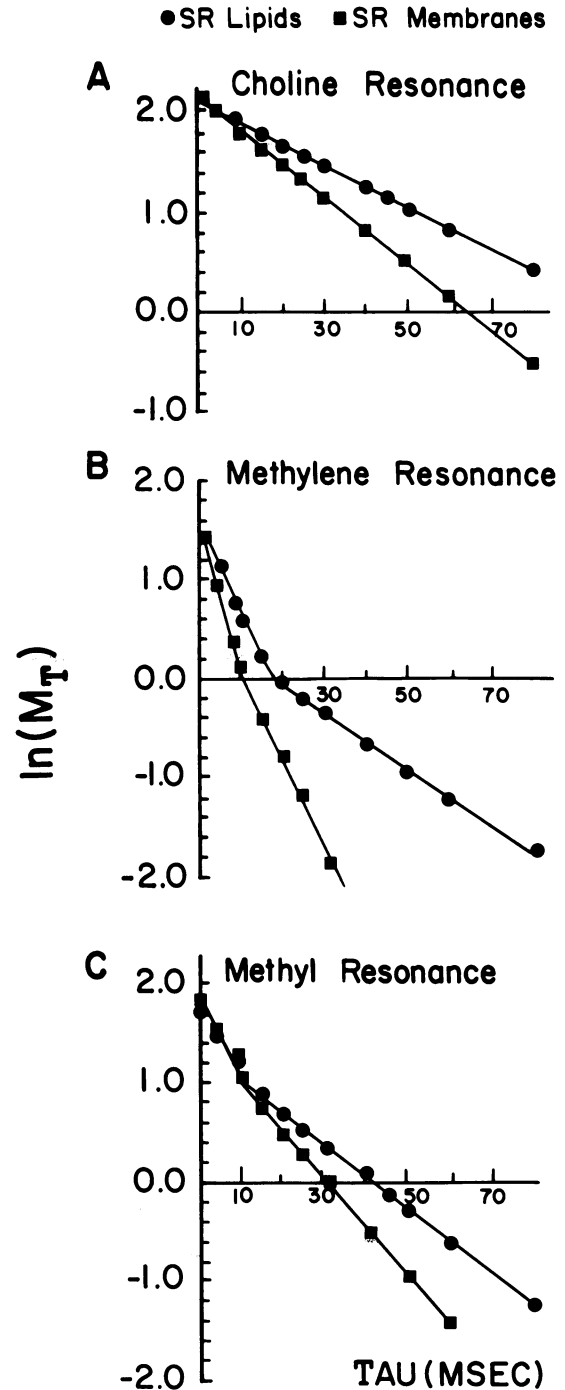 ● SR Lipids ■ SR Membranes
A Choline Resonance
2.0
1.0
0.0
10 30 50 70
-1.0
B Methylene Resonance
2.0
1.0
0.0
30 50 70
-1.0
-2.0
ln(M_T)
C Methyl Resonance
2.0
1.0
0.0
10 30 50 70
-1.0
-2.0
TAU (MSEC)